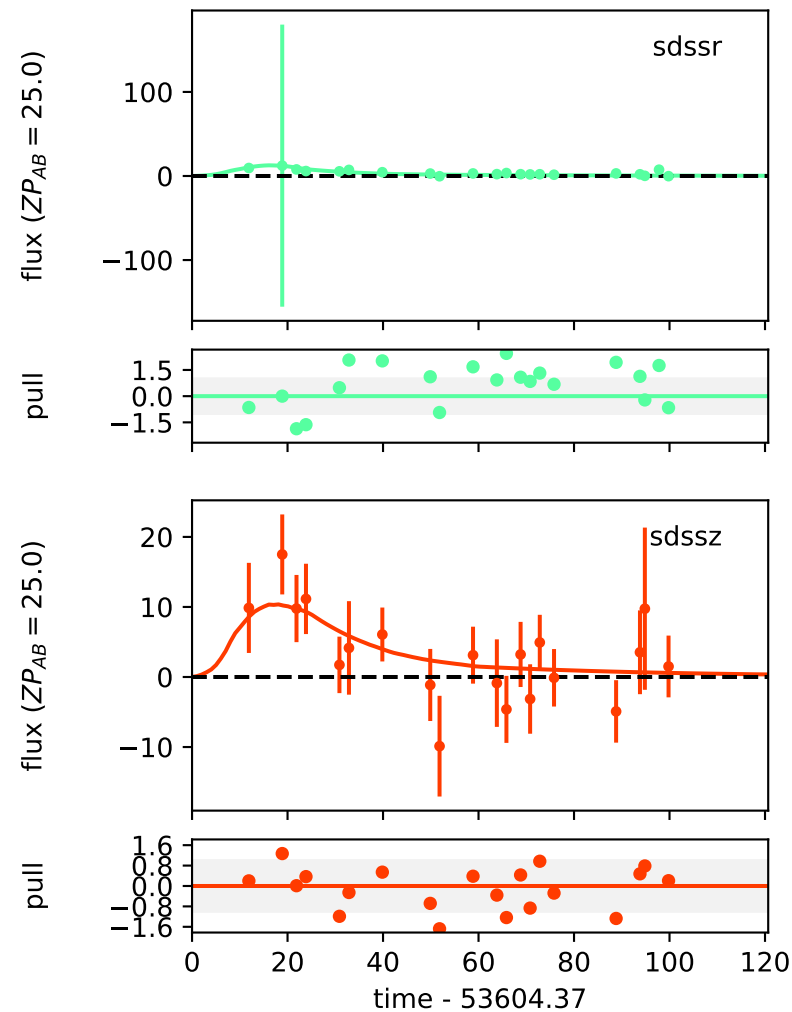 sdssr
flux (ZP_AB = 25.0)
100
0
−100
pull
1.5
0.0
−1.5
sdssz
flux (ZP_AB = 25.0)
20
10
0
−10
pull
1.6
0.8
0.0
−0.8
−1.6
0 20 40 60 80 100 120
time - 53604.37